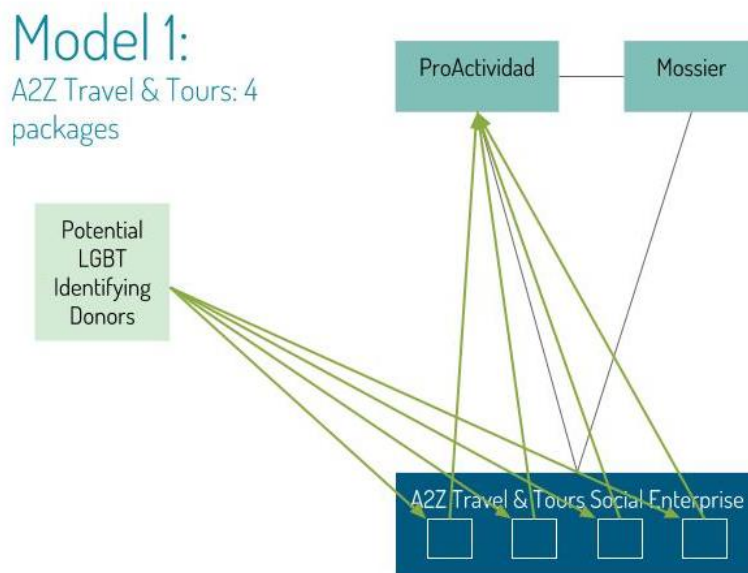 Model 1:
A2Z Travel & Tours: 4
packages
ProActividad
Mossier
Potential
LGBT
Identifying
Donors
A2Z Travel & Tours Social Enterprise